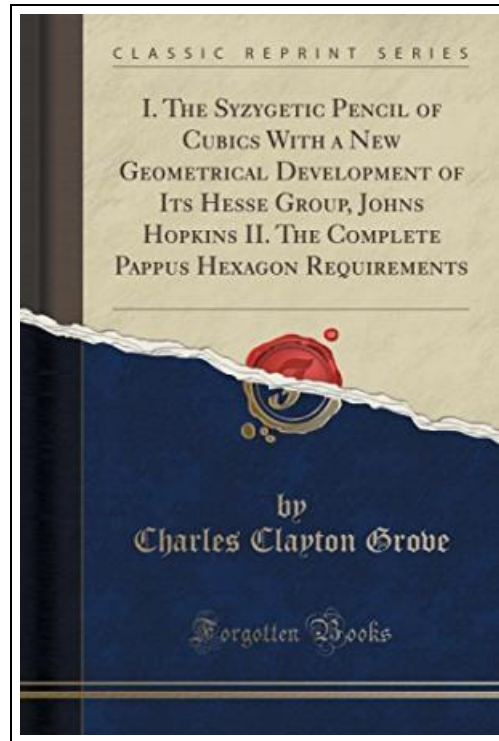 CLASSIC REPRINT SERIES
I. The Syzygetic Pencil of
Cubics With a New
Geometrical Development of
Its Hesse Group, Johns
Hopkins II. The Complete
Pappus Hexagon Requirements
by
Charles Clayton Grove
Forgotten Books